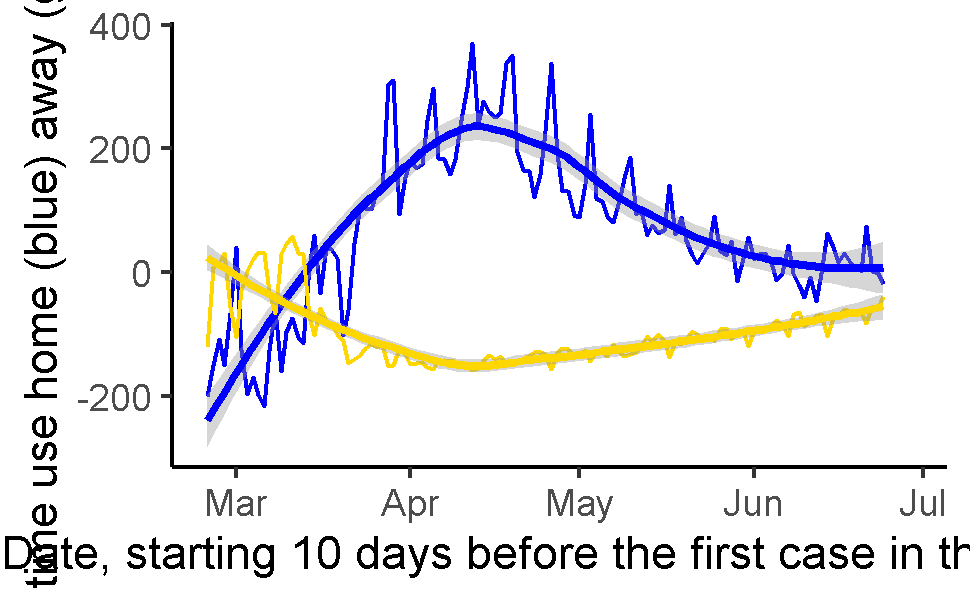 time use home (blue) away (
400
200
0
-200
Mar Apr May Jun Jul
Date, starting 10 days before the first case in